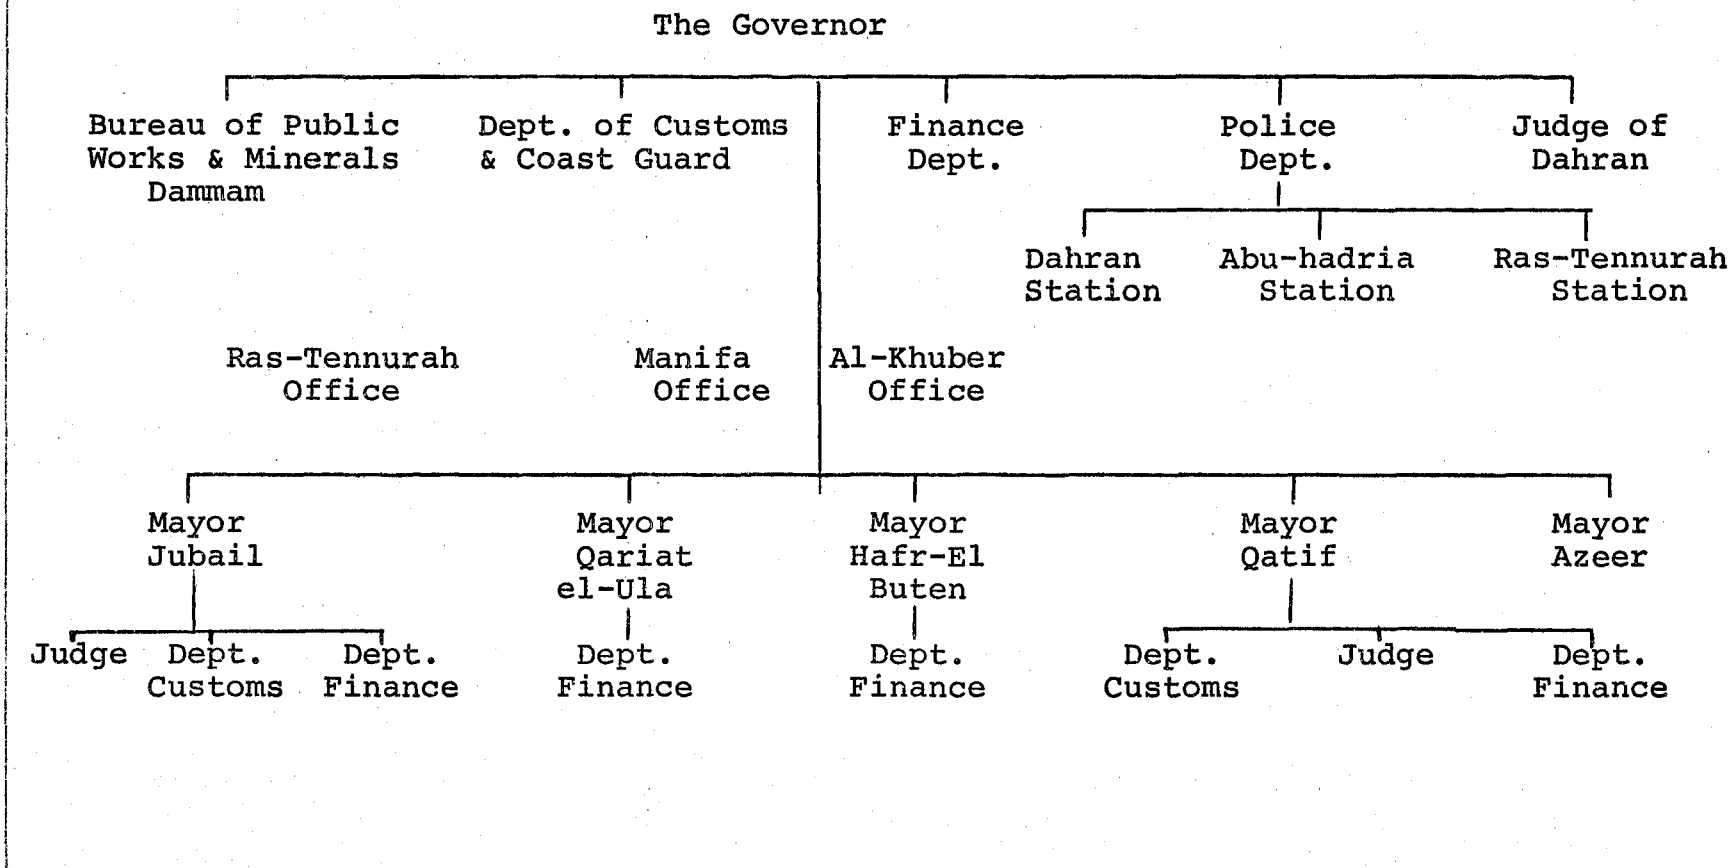 The Governor
Bureau of Public
Works & Minerals
Dammam
Dept. of Customs
& Coast Guard
Finance
Dept.
Police
Dept.
Judge of
Dahran
Dahran
Station
Abu-hadria
Station
Ras-Tennurah
Station
Ras-Tennurah
Office
Manifa
Office
Al-Khuber
Office
Mayor
Jubail
Mayor
Qariat
el-Ula
Mayor
Hafr-El
Buten
Mayor
Qatif
Mayor
Azeer
Judge
Dept.
Customs
Dept.
Finance
Dept.
Finance
Dept.
Finance
Dept.
Customs
Judge
Dept.
Finance